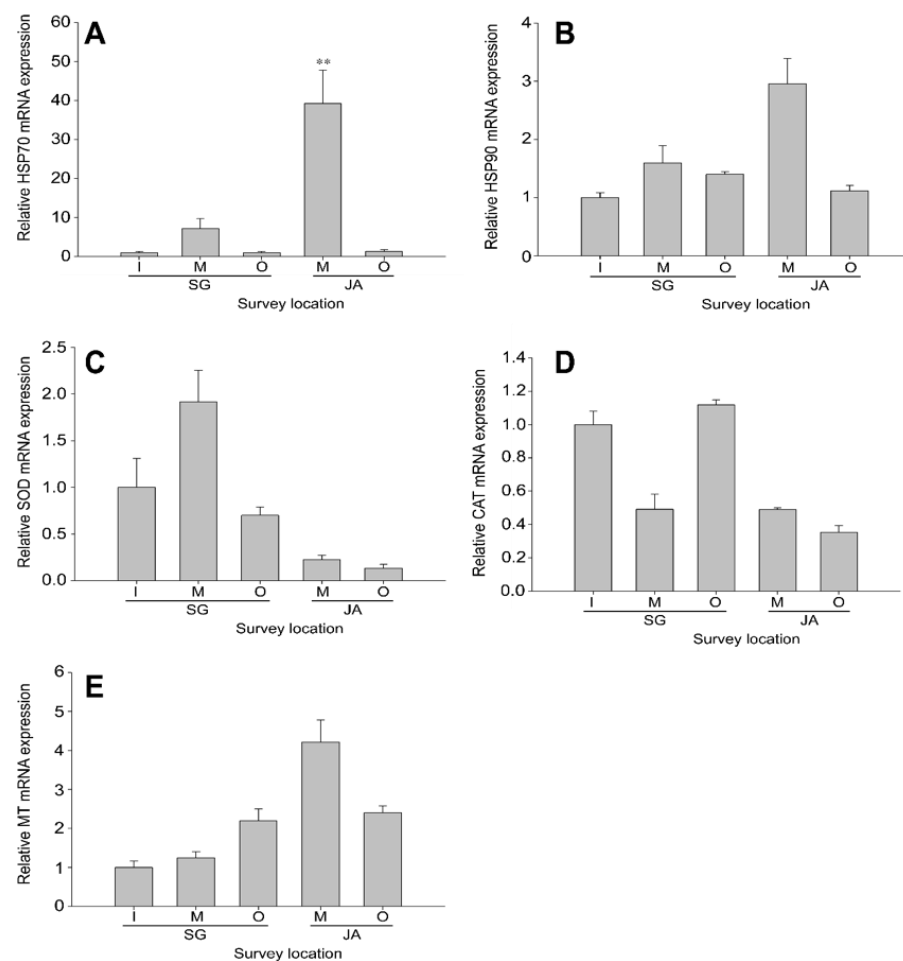 A
Relative HSP70 mRNA expression
60
50
40
30
20
10
0
**
I M O M O
SG JA
Survey location
B
Relative HSP90 mRNA expression
4
3
2
1
0
I M O M O
SG JA
Survey location
C
Relative SOD mRNA expression
2.5
2.0
1.5
1.0
0.5
0.0
I M O M O
SG JA
Survey location
D
Relative CAT mRNA expression
1.4
1.2
1.0
0.6
0.4
0.2
0.0
I M O M O
SG JA
Survey location
E
Relative MT mRNA expression
6
5
4
3
2
1
0
I M O M O
SG JA
Survey location